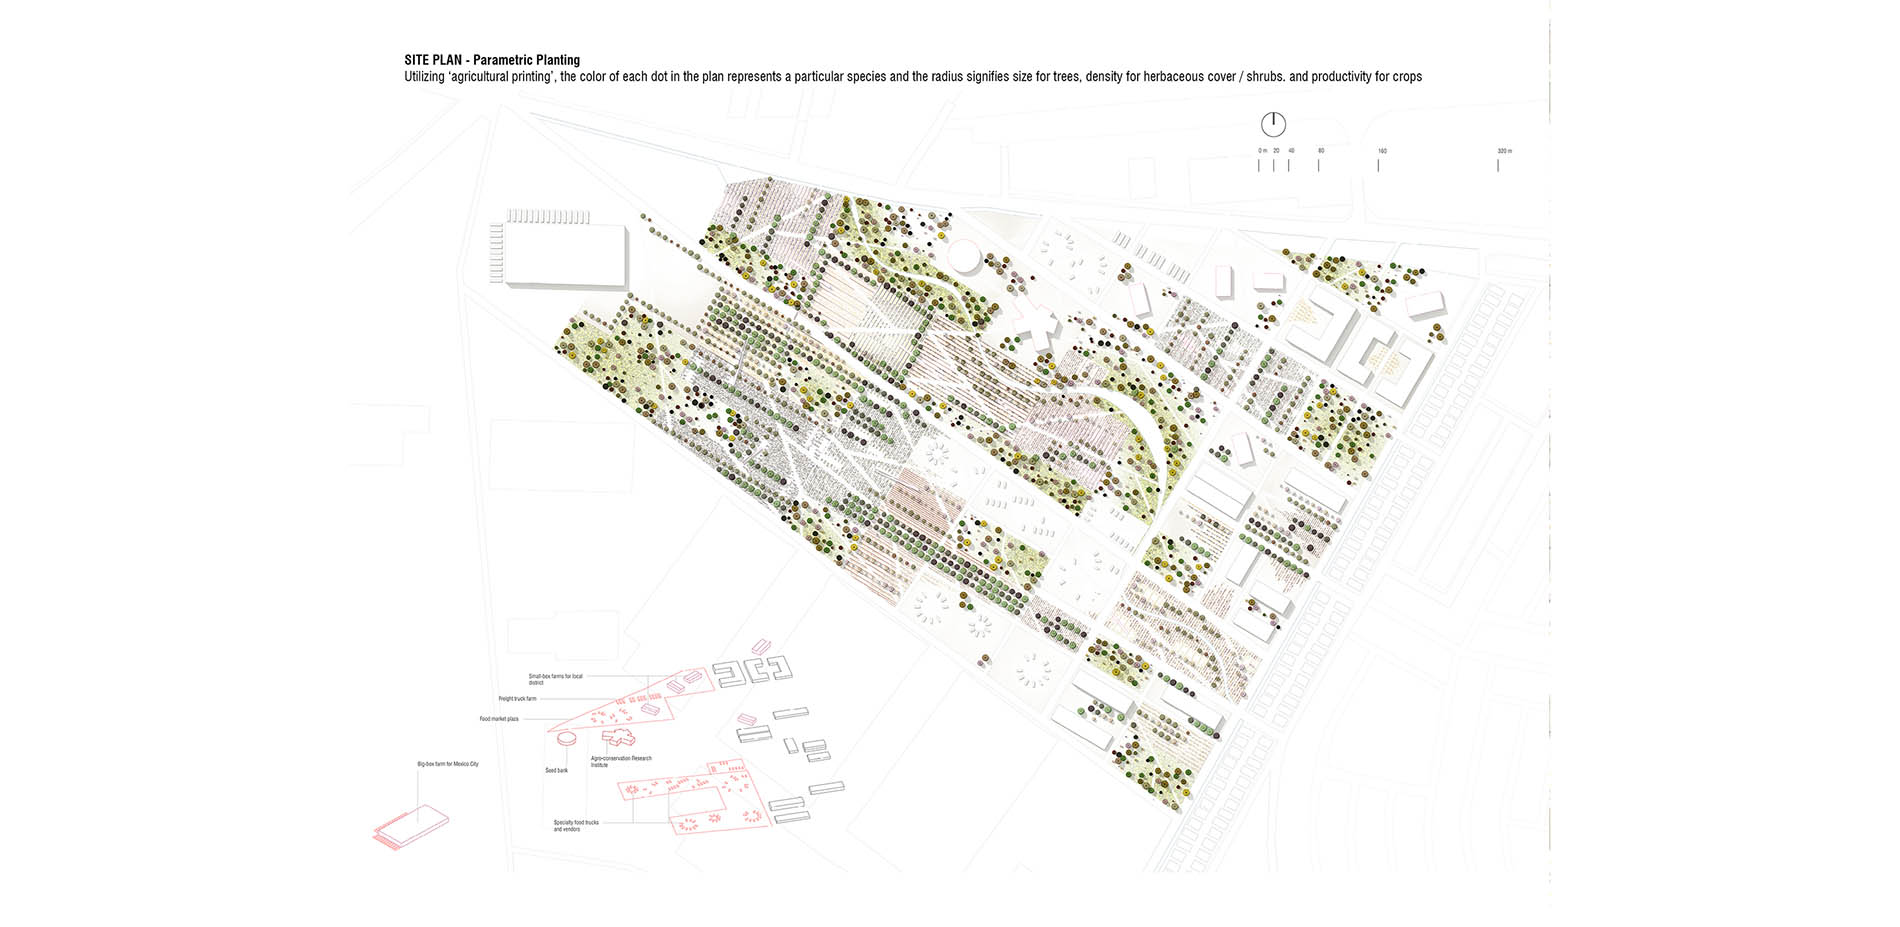 SITE PLAN - Parametric Planting
Utilizing ‘agricultural printing’, the color of each dot in the plan represents a particular species and the radius signifies size for trees, density for herbaceous cover / shrubs. and productivity for crops
0 m 20 40 80 160 320 m
Small-box farms for local
district
Freight truck farm
Food market plaza
Seed bank
Agro-conservation Research
Institute
Big-box farm for Mexico City
Specialty food trucks
and vendors